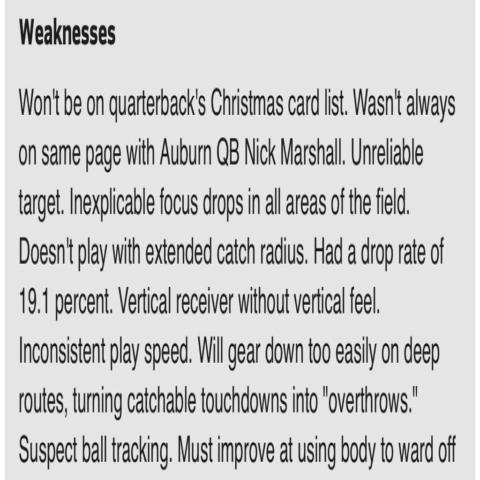 Weaknesses
Won't be on quarterback's Christmas card list. Wasn't always
on same page with Auburn QB Nick Marshall. Unreliable
target. Inexplicable focus drops in all areas of the field.
Doesn't play with extended catch radius. Had a drop rate of
19.1 percent. Vertical receiver without vertical feel.
Inconsistent play speed. Will gear down too easily on deep
routes, turning catchable touchdowns into "overthrows."
Suspect ball tracking. Must improve at using body to ward off